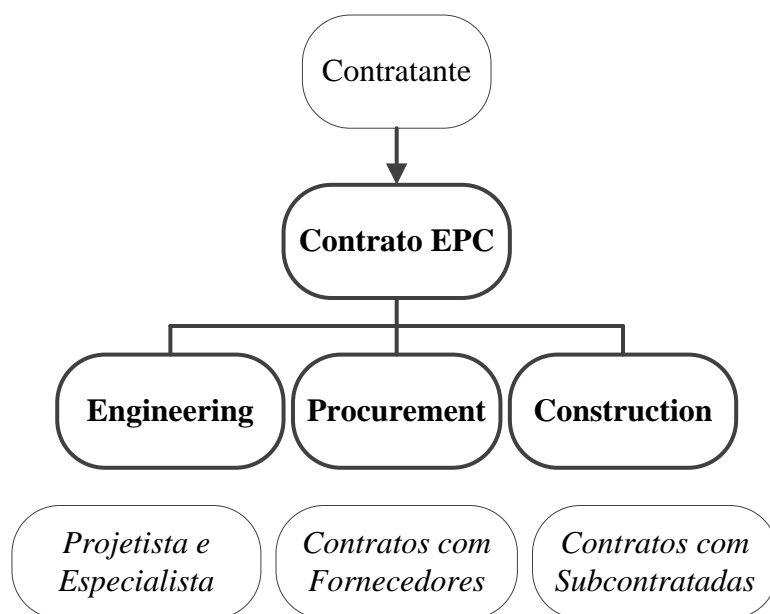 Contratante
Contrato EPC
Engineering
Procurement
Construction
Projetista e
Especialista
Contratos com
Fornecedores
Contratos com
Subcontratadas